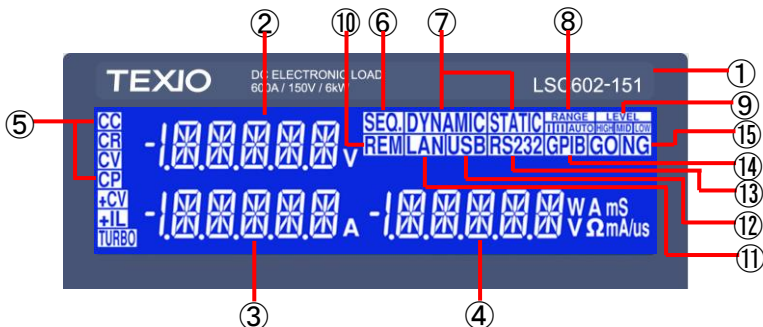 ② ⑩ ⑥ ⑦ ⑧
TEXIO
DC ELECTRONIC LOAD
600A / 150V / 6kW
LSC602-151
①
⑨
⑤
CC
CR
CV
CP
+CV
+IL
TURBO
V
SEQ. DYNAMIC STATIC RANGE IIII AUTO LEVEL HIGH MID LOW
REM LAN USB RS232 GPIB GO NG
⑮
⑭
⑬
⑫
⑪
A
W A mS
V Ω mA/us
③ ④